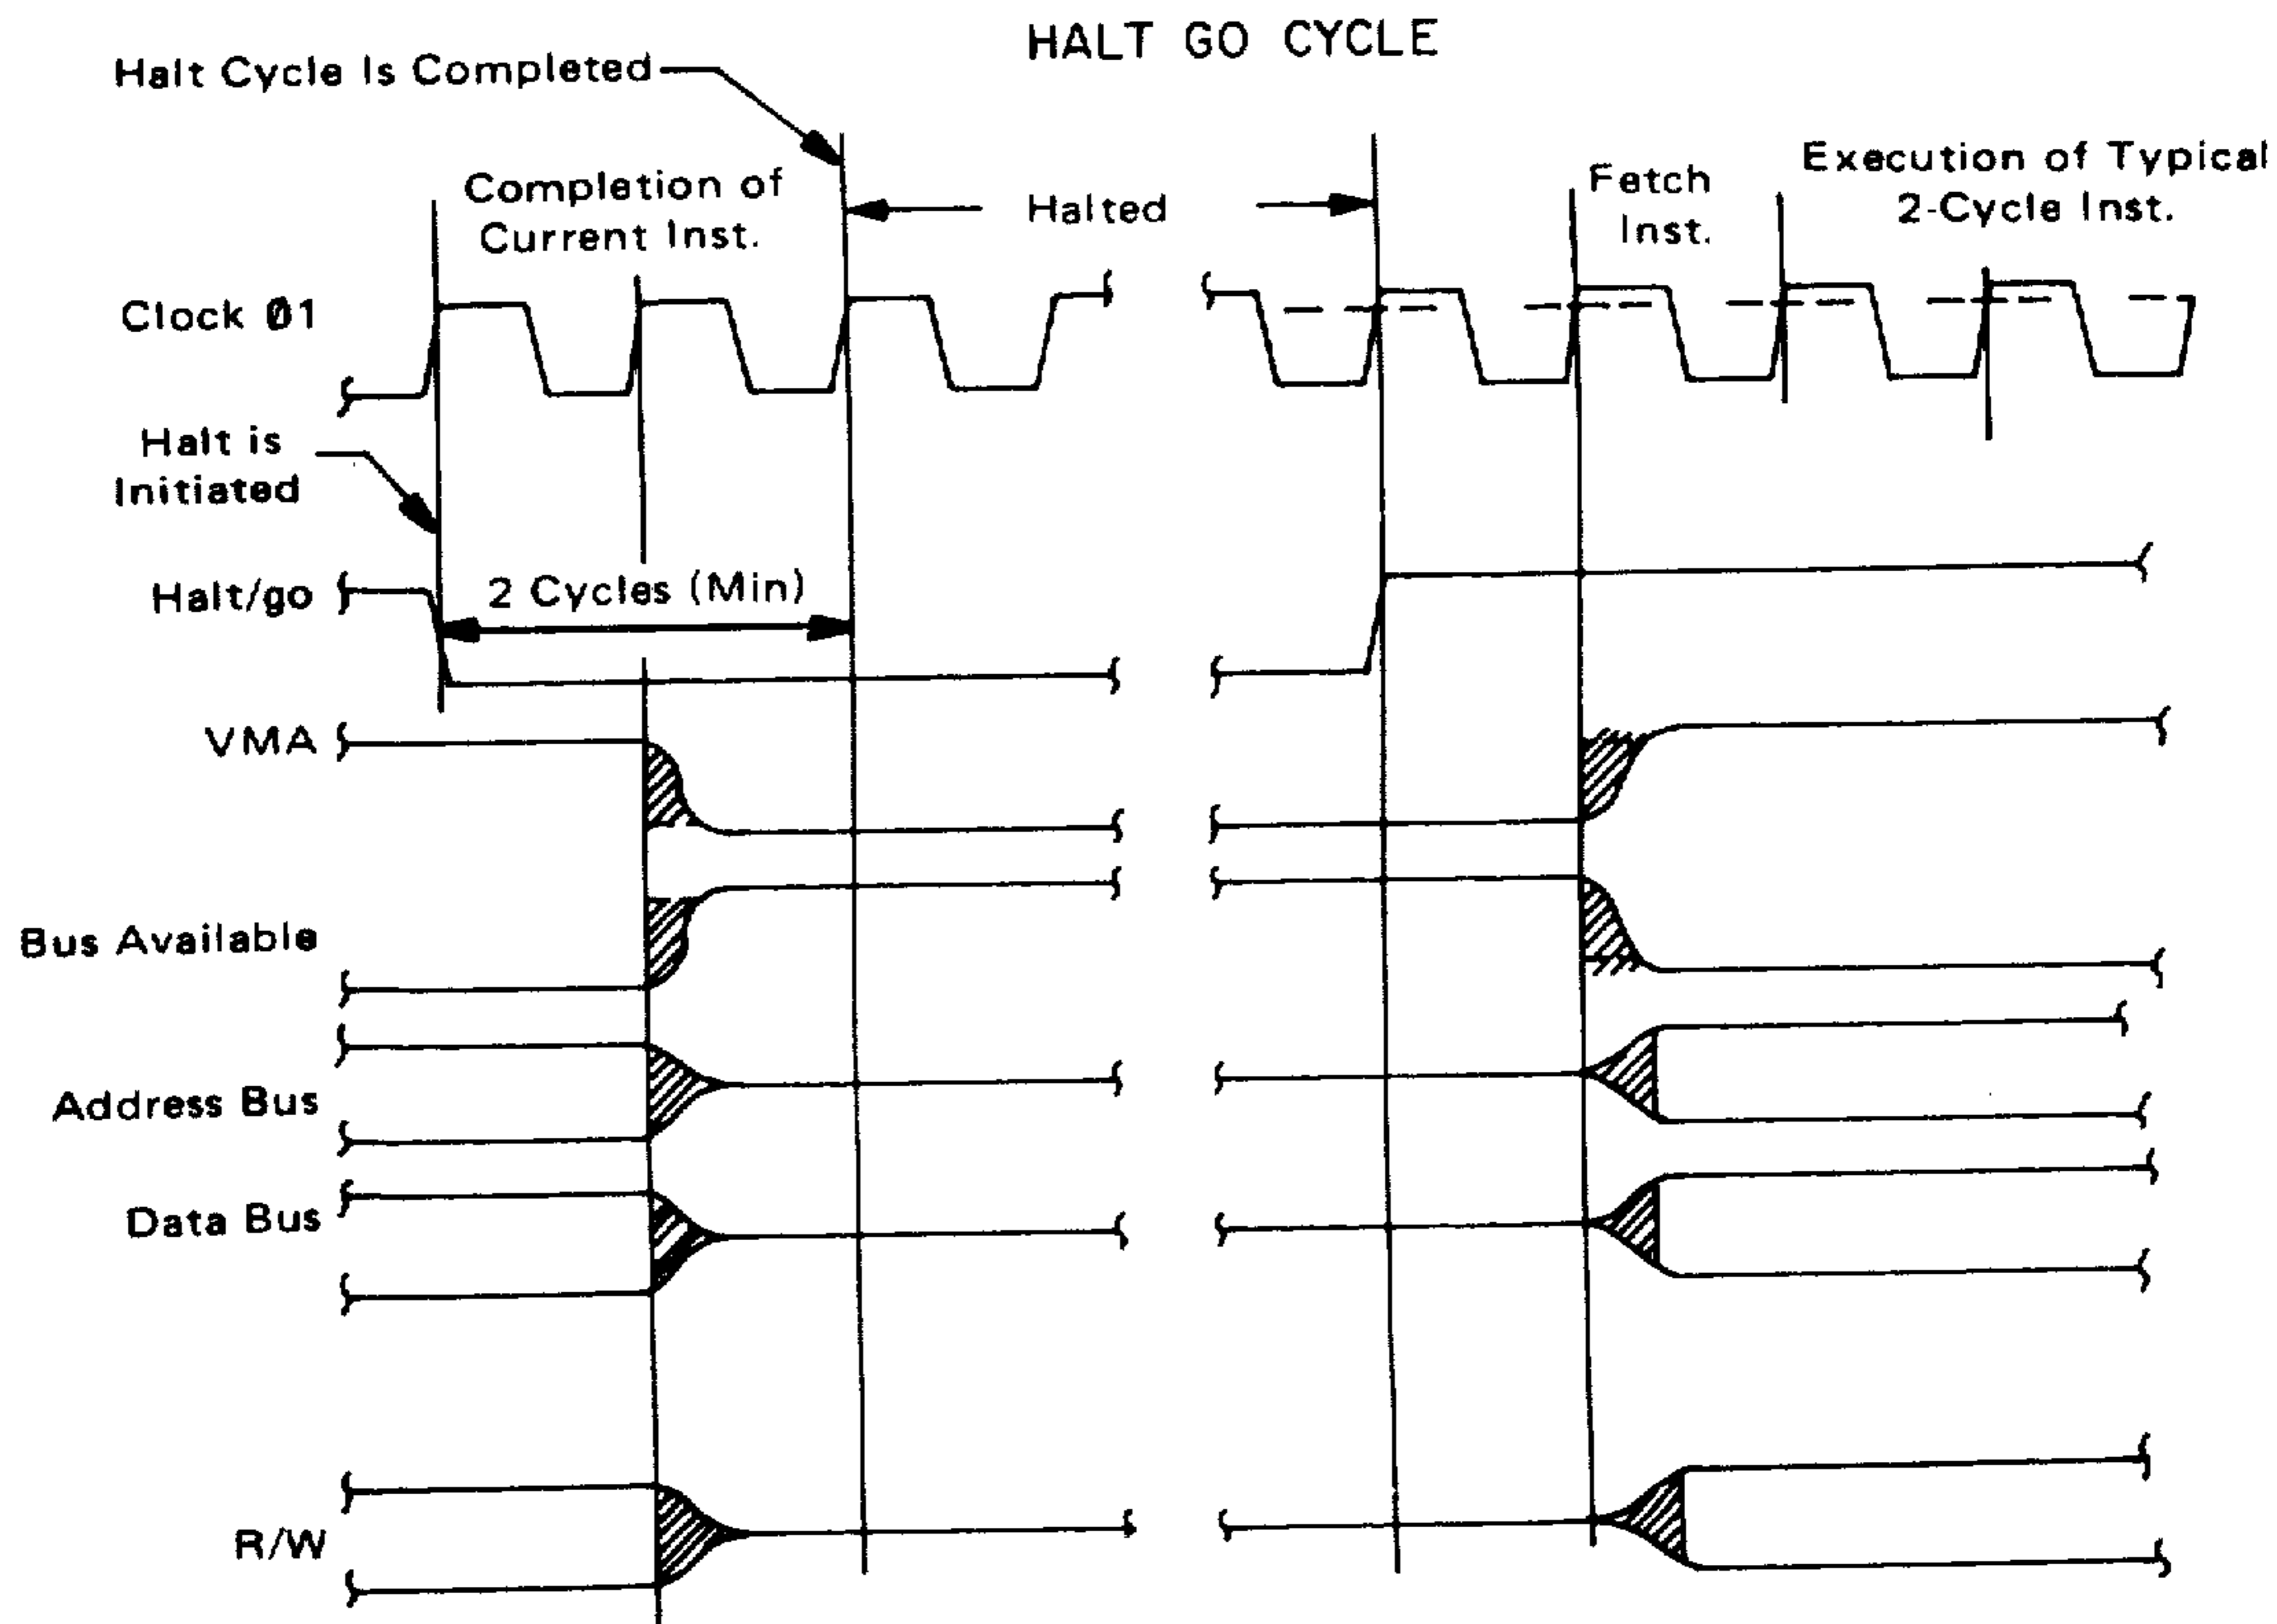 HALT GO CYCLE
Halt Cycle Is Completed
Completion of
Current Inst.
Halted
Fetch
Inst.
Execution of Typical
2-Cycle Inst.
Clock Ø1
Halt is
Initiated
Halt/go
2 Cycles (Min)
VMA
Bus Available
Address Bus
Data Bus
R/W